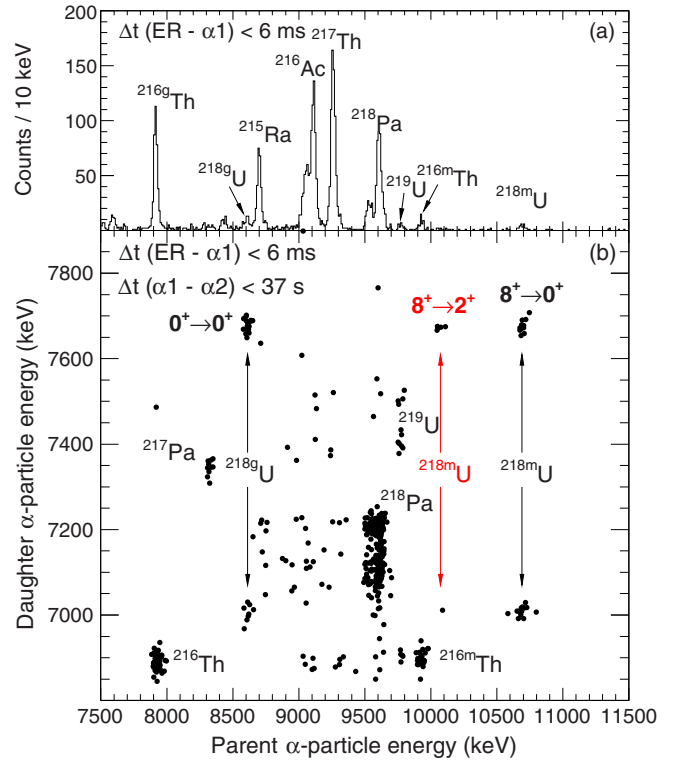 200
150
100
50
Counts / 10 keV
Δt (ER - α1) < 6 ms
(a)
²¹⁶ᵍTh
²¹⁸ᵍU
²¹⁵Ra
²¹⁶Ac
²¹⁷Th
²¹⁸Pa
²¹⁹U
²¹⁶ᵐTh
²¹⁸ᵐU
Δt (ER - α1) < 6 ms
(b)
Δt (α1 - α2) < 37 s
0⁺→0⁺
8⁺→2⁺
8⁺→0⁺
²¹⁷Pa
²¹⁸ᵍU
²¹⁹U
²¹⁸ᵐU
²¹⁸ᵐU
²¹⁸Pa
²¹⁶Th
²¹⁶ᵐTh
7800
7600
7400
7200
7000
Daughter α-particle energy (keV)
7500 8000 8500 9000 9500 10000 10500 11000 11500
Parent α-particle energy (keV)